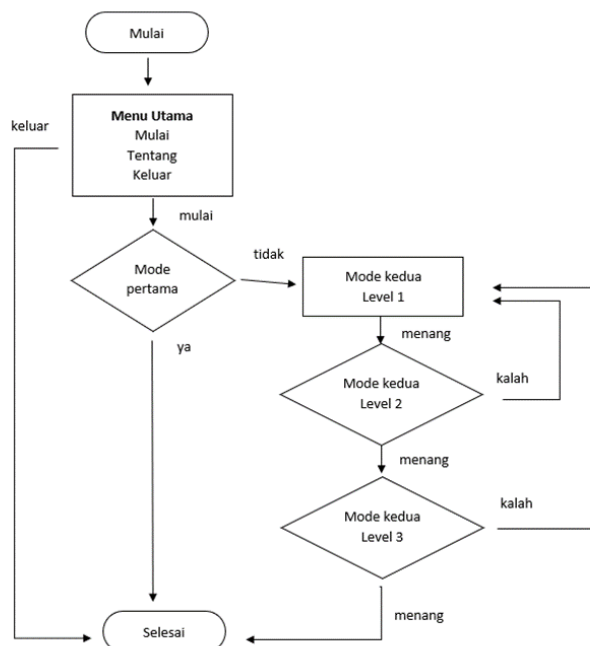 Mulai
keluar
Menu Utama
Mulai
Tentang
Keluar
mulai
Mode
pertama
tidak
Mode kedua
Level 1
ya
menang
Mode kedua
Level 2
kalah
menang
Mode kedua
Level 3
kalah
menang
Selesai